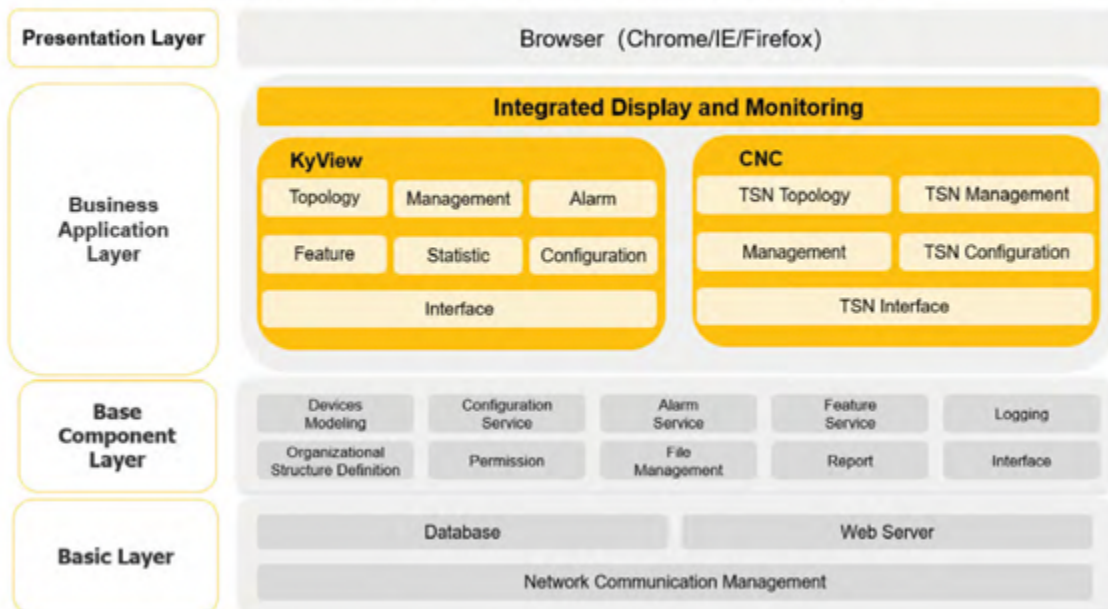 Presentation Layer
Browser (Chrome/IE/Firefox)
Business
Application
Layer
Integrated Display and Monitoring
KyView
Topology
Management
Alarm
Feature
Statistic
Configuration
Interface
CNC
TSN Topology
TSN Management
Management
TSN Configuration
TSN Interface
Base
Component
Layer
Devices
Modeling
Configuration
Service
Alarm
Service
Feature
Service
Logging
Organizational
Structure Definition
Permission
File
Management
Report
Interface
Basic Layer
Database
Web Server
Network Communication Management